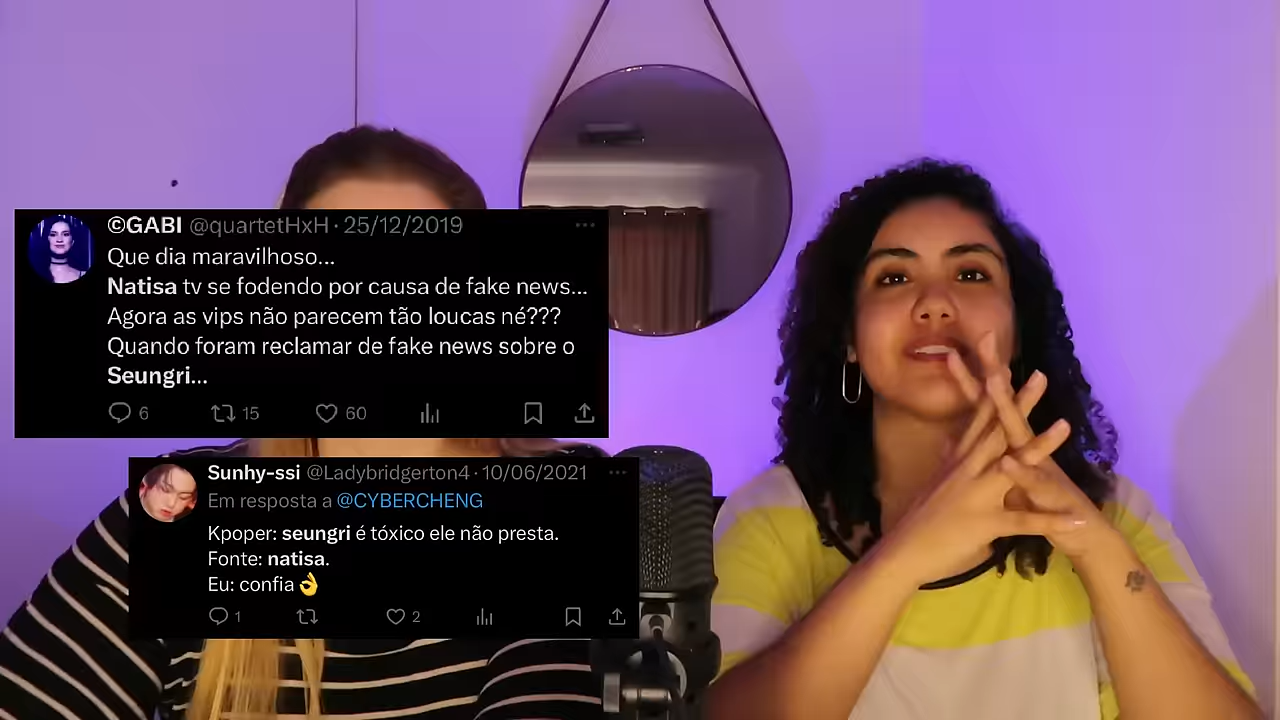 ©GABI @quartetHxH · 25/12/2019
Que dia maravilhoso...
Natisa tv se fodendo por causa de fake news...
Agora as vips não parecem tão loucas né???
Quando foram reclamar de fake news sobre o
Seungri...
6 15 60
Sunhy-ssi @Ladybridgerton4 · 10/06/2021
Em resposta a @CYBERCHENG
Kpoper: seungri é tóxico ele não presta.
Fonte: natisa.
Eu: confia👌
1 2